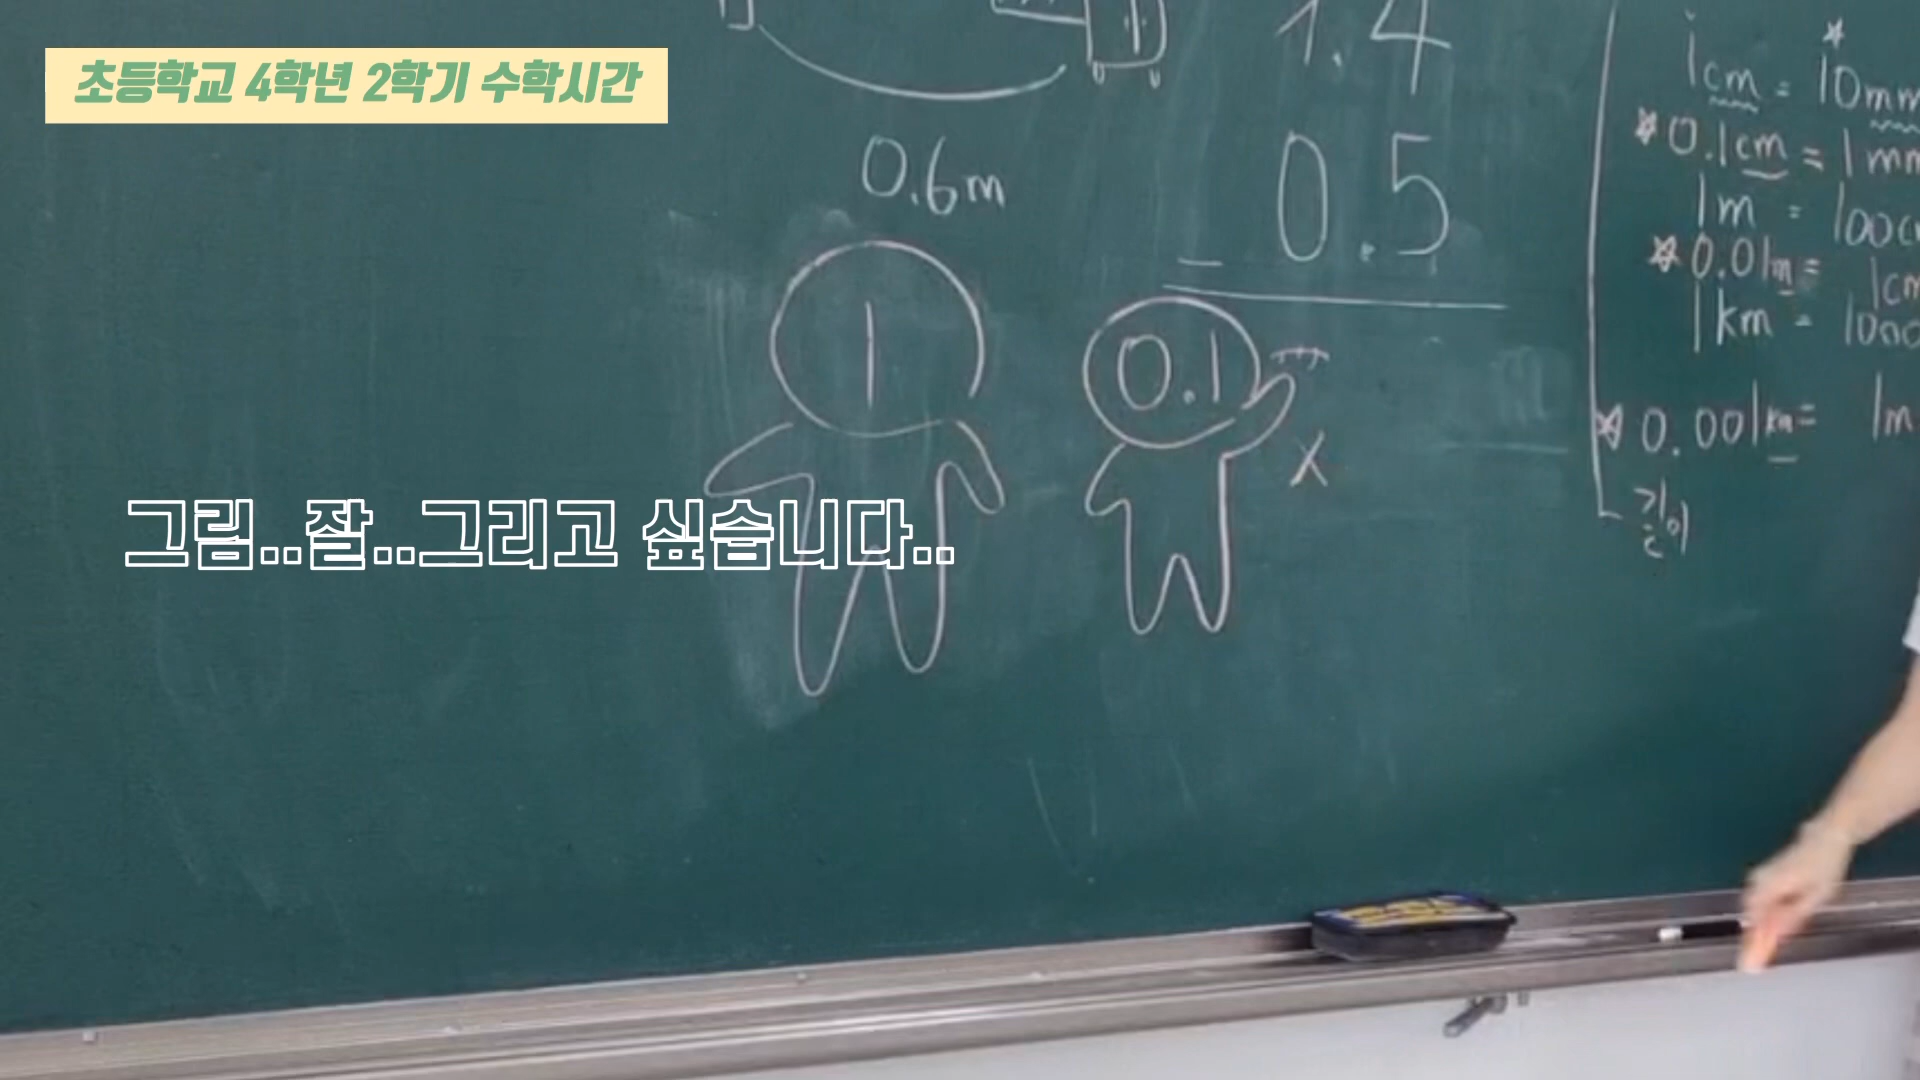 초등학교 4학년 2학기 수학시간
1.4
0.6m
- 0.5
1
0.1
x
그림..잘..그리고 싶습니다..
1cm = 10mm
0.1cm = 1mm
1m = 100c
0.01m = 1cm
1km = 1000
0.001km = 1m
길이